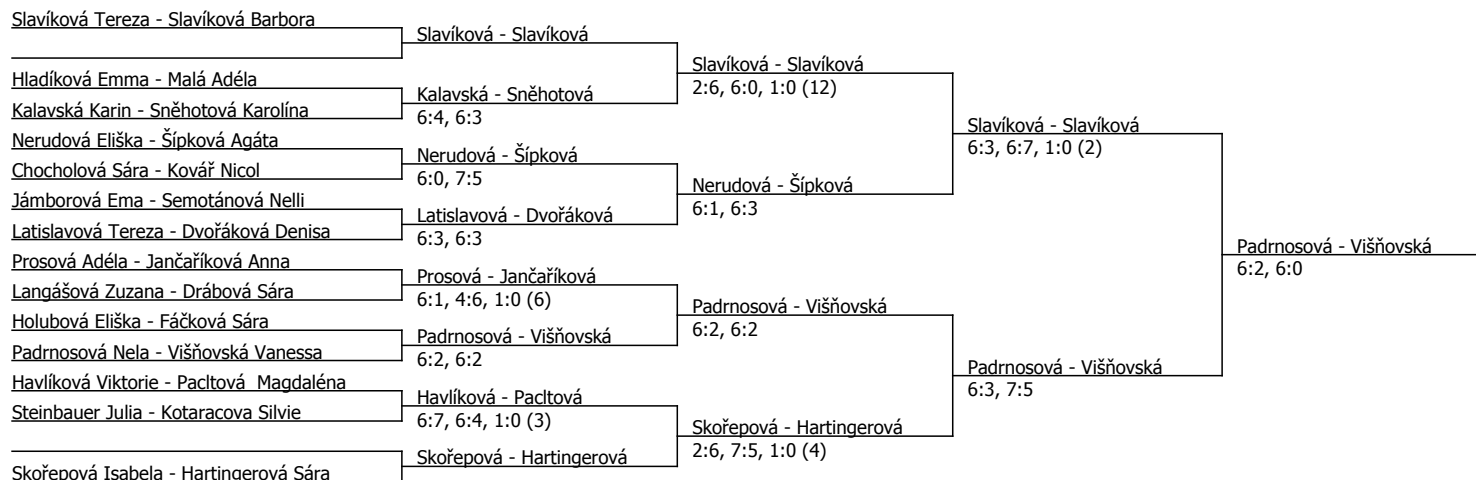 Slavíková Tereza - Slavíková Barbora
Hladíková Emma - Malá Adéla
Kalavská Karin - Sněhotová Karolína
Nerudová Eliška - Šípková Agáta
Chocholová Sára - Kovář Nicol
Jámborová Ema - Semotánová Nelli
Latislavová Tereza - Dvořáková Denisa
Prosová Adéla - Jančaříková Anna
Langášová Zuzana - Drábová Sára
Holubová Eliška - Fáčková Sára
Padrnosová Nela - Višňovská Vanessa
Havlíková Viktorie - Pacltová  Magdaléna
Steinbauer Julia - Kotaracova Silvie
Skořepová Isabela - Hartingerová Sára
Slavíková - Slavíková
Kalavská - Sněhotová
6:4, 6:3
Nerudová - Šípková
6:0, 7:5
Latislavová - Dvořáková
6:3, 6:3
Prosová - Jančaříková
6:1, 4:6, 1:0 (6)
Padrnosová - Višňovská
6:2, 6:2
Havlíková - Pacltová
6:7, 6:4, 1:0 (3)
Skořepová - Hartingerová
Slavíková - Slavíková
2:6, 6:0, 1:0 (12)
Nerudová - Šípková
6:1, 6:3
Padrnosová - Višňovská
6:2, 6:2
Skořepová - Hartingerová
2:6, 7:5, 1:0 (4)
Slavíková - Slavíková
6:3, 6:7, 1:0 (2)
Padrnosová - Višňovská
6:3, 7:5
Padrnosová - Višňovská
6:2, 6:0